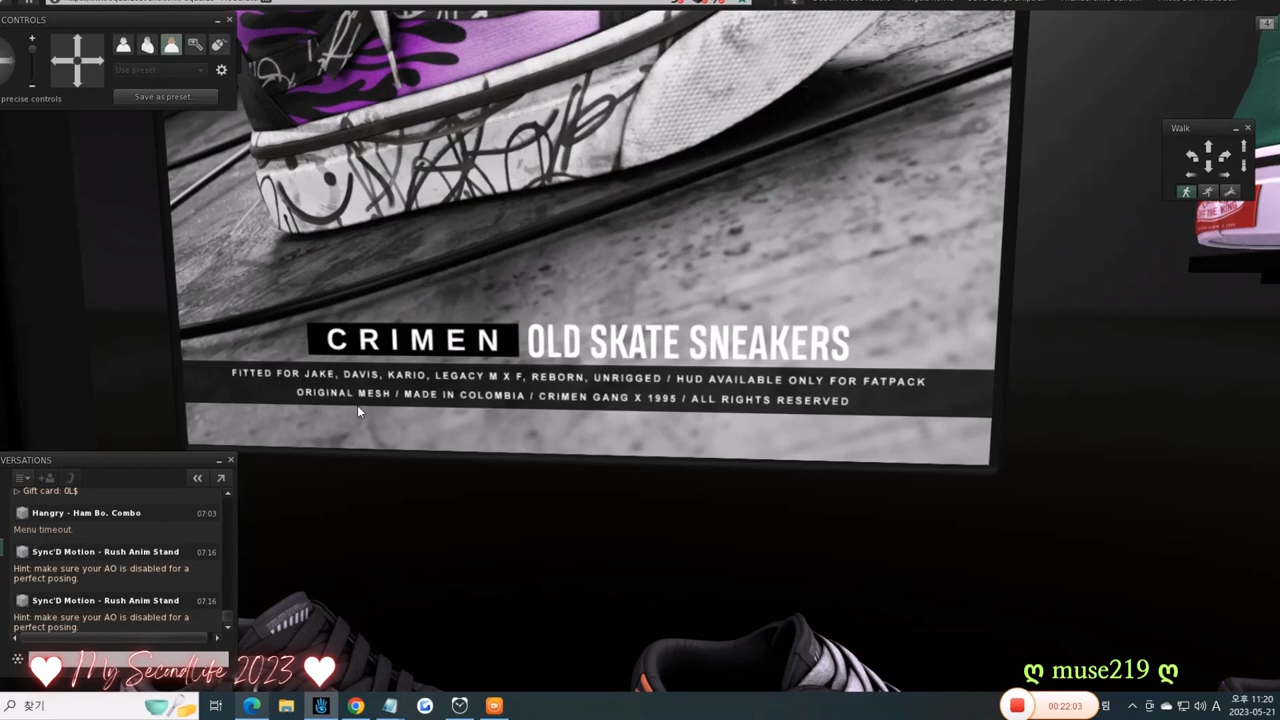 CONTROLS
Use preset
precise controls
Save as preset...
Walk
CRIMEN OLD SKATE SNEAKERS
FITTED FOR JAKE, DAVIS, KARIO, LEGACY M X F, REBORN, UNRIGGED / HUD AVAILABLE ONLY FOR FATPACK
ORIGINAL MESH / MADE IN COLOMBIA / CRIMEN GANG X 1995 / ALL RIGHTS RESERVED
VERSATIONS
Gift card: 0L$
Hangry - Ham Bo. Combo 07:03
Menu timeout.
Sync'D Motion - Rush Anim Stand 07:16
Hint: make sure your AO is disabled for a
perfect posing.
Sync'D Motion - Rush Anim Stand 07:16
Hint: make sure your AO is disabled for a
perfect posing.
My Secondlife 2023
ღ muse219 ღ
찾기
00:22:03
림
A
오후 11:20
2023-05-21
4